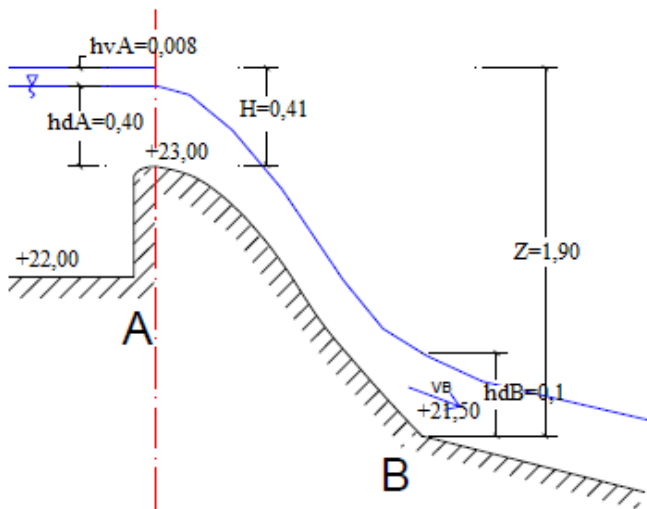 hvA=0,008
hdA=0,40
H=0,41
+23,00
+22,00
Z=1,90
A
VB
hdB=0,1
+21,50
B